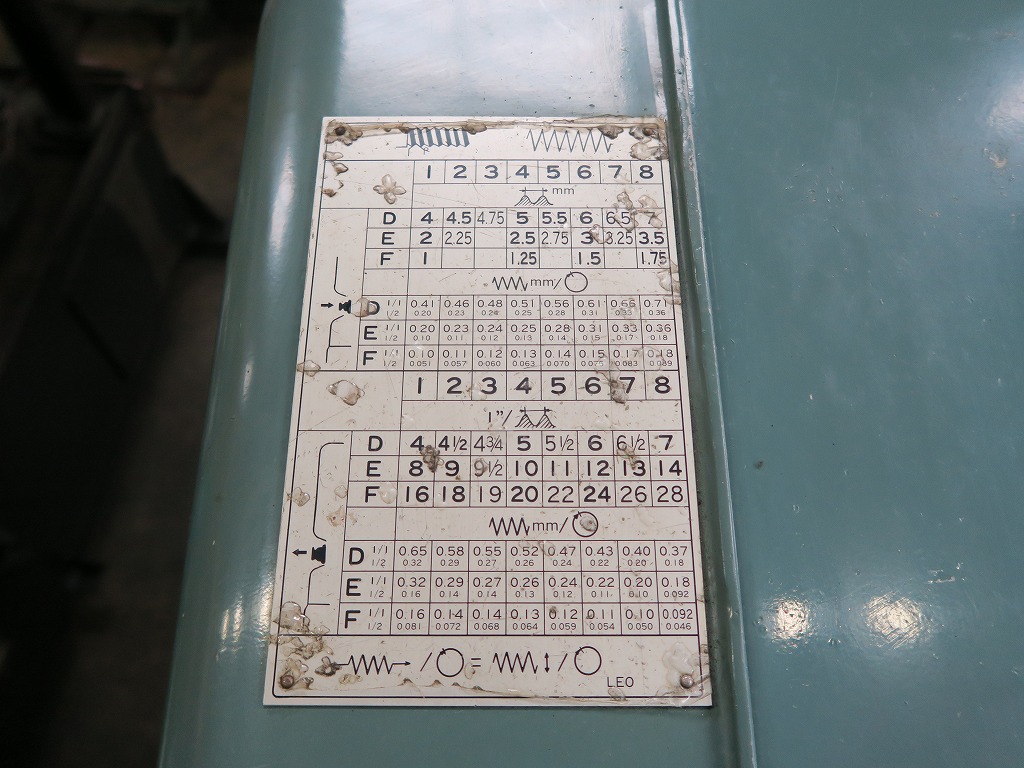 1 2 3 4 5 6 7 8
mm
D 4 4.5 4.75 5 5.5 6 6.5 7
E 2 2.25 2.5 2.75 3 3.25 3.5
F 1 1.25 1.5 1.75
mm/
D 1/1 0.41 0.46 0.48 0.51 0.56 0.61 0.66 0.71
1/2 0.20 0.23 0.24 0.25 0.28 0.31 0.33 0.36
E 1/1 0.20 0.23 0.24 0.25 0.28 0.31 0.33 0.36
1/2 0.10 0.11 0.12 0.13 0.14 0.15 0.17 0.18
F 1/1 0.10 0.11 0.12 0.13 0.14 0.15 0.17 0.18
1/2 0.051 0.057 0.060 0.063 0.070 0.083 0.089
1 2 3 4 5 6 7 8
1"/
D 4 4 1/2 4 3/4 5 5 1/2 6 6 1/2 7
E 8 9 9 1/2 10 11 12 13 14
F 16 18 19 20 22 24 26 28
mm/
D 1/1 0.65 0.58 0.55 0.52 0.47 0.43 0.40 0.37
1/2 0.32 0.29 0.27 0.26 0.24 0.22 0.20 0.18
E 1/1 0.32 0.29 0.27 0.26 0.24 0.22 0.20 0.18
1/2 0.16 0.14 0.14 0.13 0.12 0.11 0.10 0.092
F 1/1 0.16 0.14 0.14 0.13 0.12 0.11 0.10 0.092
1/2 0.081 0.072 0.068 0.064 0.059 0.054 0.050 0.046
/ = /
LEO